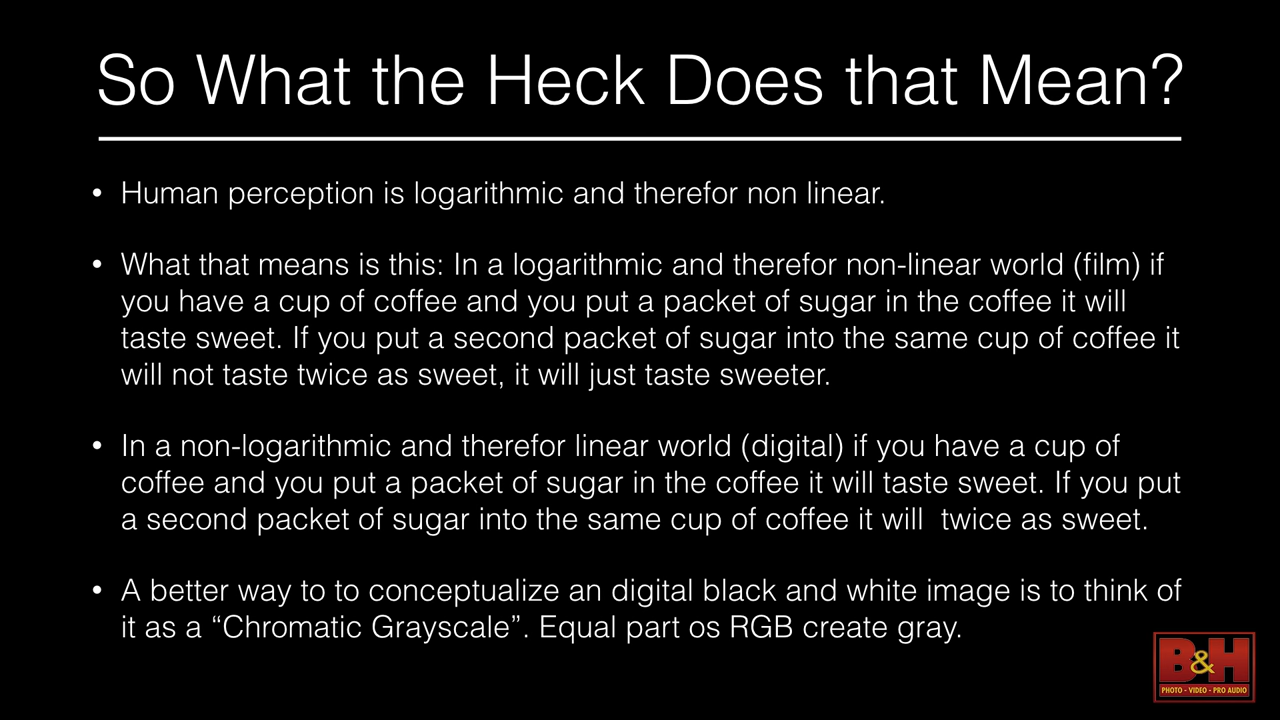 So What the Heck Does that Mean?
• Human perception is logarithmic and therefor non linear.
• What that means is this: In a logarithmic and therefor non-linear world (film) if
you have a cup of coffee and you put a packet of sugar in the coffee it will
taste sweet. If you put a second packet of sugar into the same cup of coffee it
will not taste twice as sweet, it will just taste sweeter.
• In a non-logarithmic and therefor linear world (digital) if you have a cup of
coffee and you put a packet of sugar in the coffee it will taste sweet. If you put
a second packet of sugar into the same cup of coffee it will  twice as sweet.
• A better way to to conceptualize an digital black and white image is to think of
it as a “Chromatic Grayscale”. Equal part os RGB create gray.
B&H
PHOTO - VIDEO - PRO AUDIO